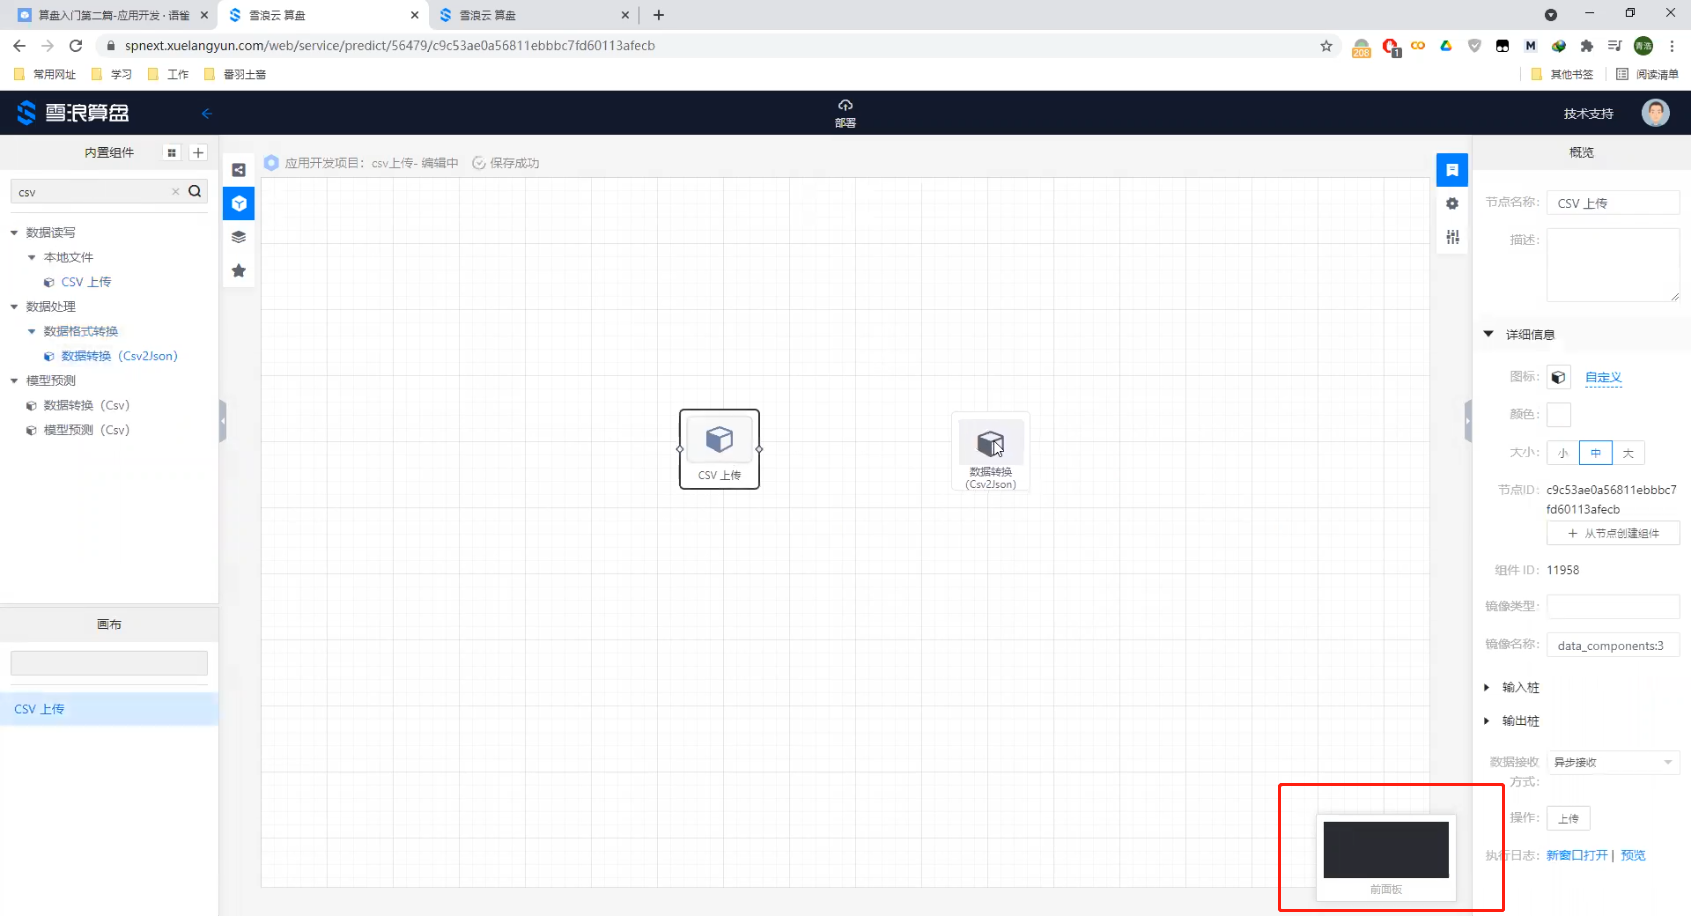 算盘入门第二篇-应用开发 · 语雀
雪浪云 算盘
雪浪云 算盘
spnext.xuelangyun.com/web/service/predict/56479/c9c53ae0a56811ebbbc7fd60113afecb
208
1
M
青浩
常用网址
学习
工作
番羽土啬
其他书签
阅读清单
雪浪算盘
部署
技术支持
内置组件
应用开发项目: csv上传- 编辑中
保存成功
概览
csv
数据读写
本地文件
CSV 上传
数据处理
数据格式转换
数据转换 (Csv2Json)
模型预测
数据转换 (Csv)
模型预测 (Csv)
CSV 上传
数据转换
(Csv2Json)
画布
CSV 上传
节点名称:
CSV 上传
描述:
详细信息
图标:
自定义
颜色:
大小:
小
中
大
节点ID:
c9c53ae0a56811ebbbc7
fd60113afecb
从节点创建组件
组件 ID:
11958
镜像类型:
镜像名称:
data_components:3
输入桩
输出桩
数据接收
方式:
异步接收
操作:
上传
执行日志:
新窗口打开 | 预览
前面板